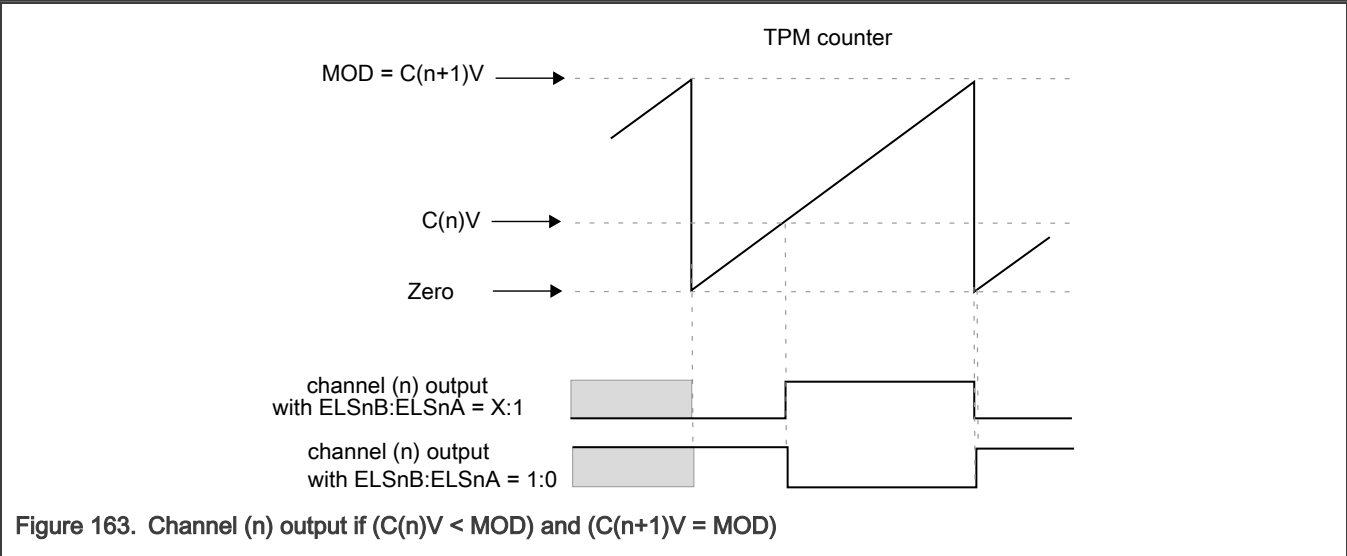 TPM counter
MOD = C(n+1)V
C(n)V
Zero
channel (n) output
with ELSnB:ELSnA = X:1
channel (n) output
with ELSnB:ELSnA = 1:0
Figure 163. Channel (n) output if (C(n)V < MOD) and (C(n+1)V = MOD)